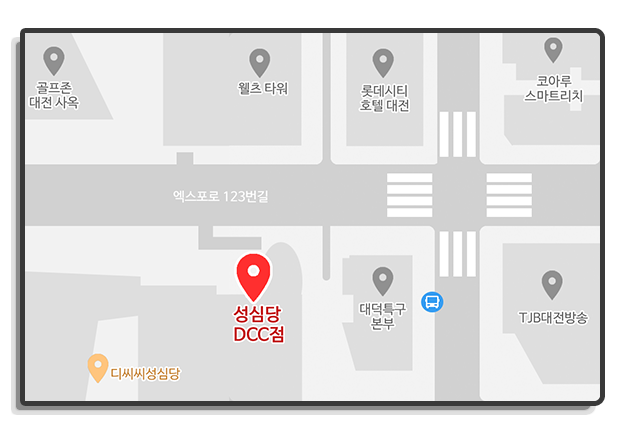 골프존
대전 사옥
웰츠 타워
롯데시티
호텔 대전
코아루
스마트리치
엑스포로 123번길
성심당
DCC점
대덕특구
본부
TJB대전방송
디씨씨성심당